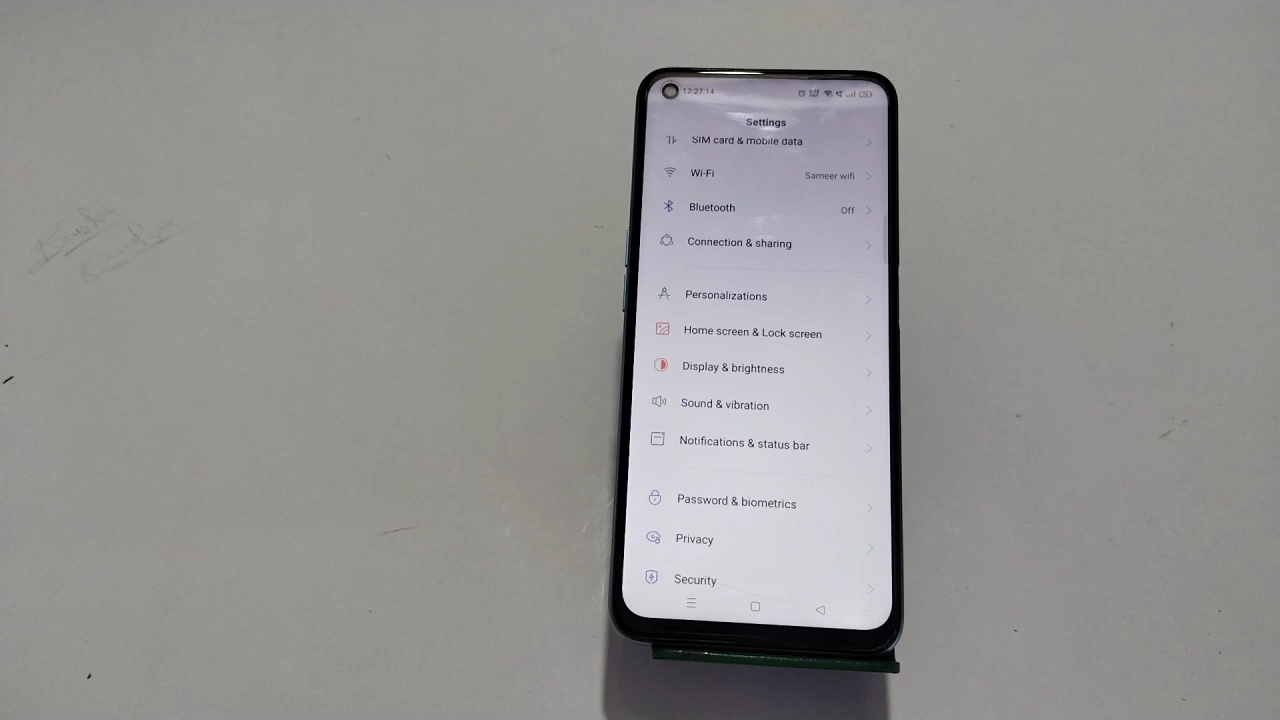 12:27:14
Settings
SIM card & mobile data
Wi-Fi Sameer wifi
Bluetooth Off
Connection & sharing
Personalizations
Home screen & Lock screen
Display & brightness
Sound & vibration
Notifications & status bar
Password & biometrics
Privacy
Security